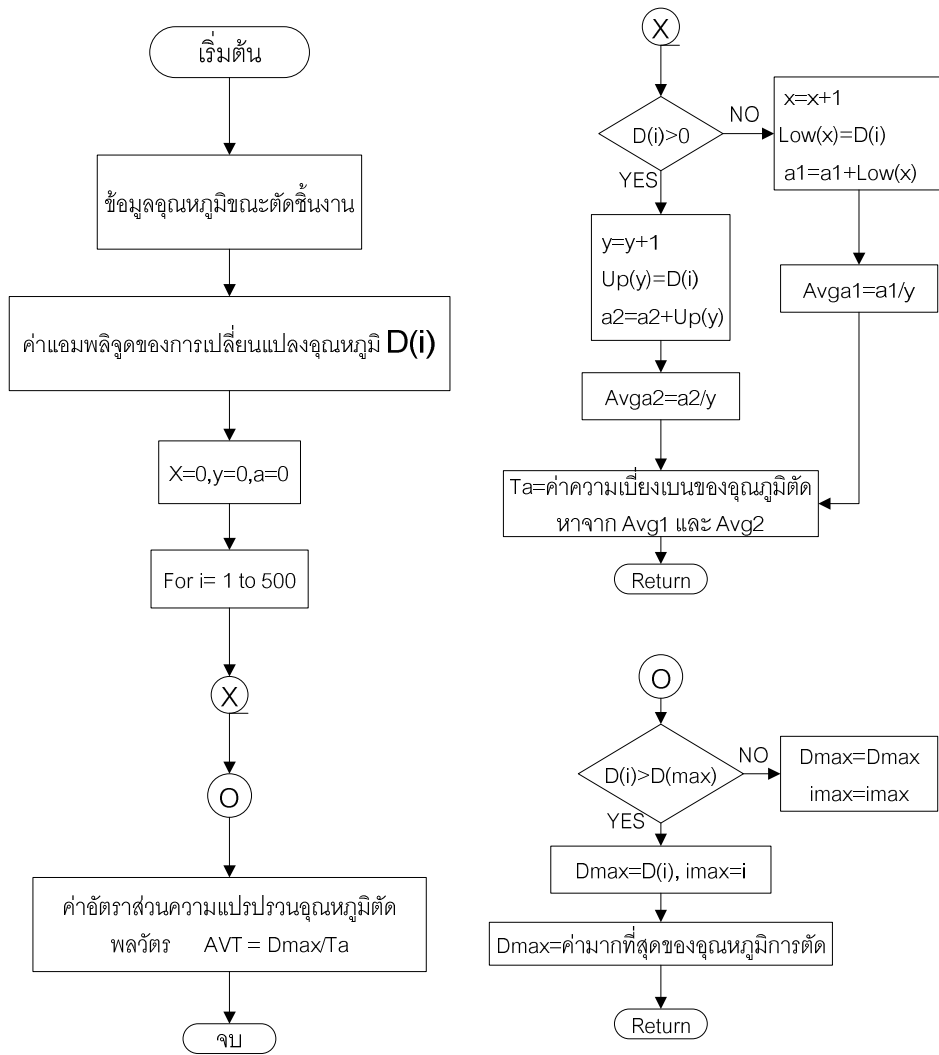 เริ่มต้น
ข้อมูลอุณหภูมิขณะตัดชิ้นงาน
ค่าแอมพลิจูดของการเปลี่ยนแปลงอุณหภูมิ D(i)
X=0,y=0,a=0
For i= 1 to 500
X
O
ค่าอัตราส่วนความแปรปรวนอุณหภูมิตัด
พลวัตร AVT = Dmax/Ta
จบ
X
D(i)>0
NO
YES
x=x+1
Low(x)=D(i)
a1=a1+Low(x)
Avga1=a1/y
y=y+1
Up(y)=D(i)
a2=a2+Up(y)
Avga2=a2/y
Ta=ค่าความเบี่ยงเบนของอุณภูมิตัด
หาจาก Avg1 และ Avg2
Return
O
D(i)>D(max)
NO
YES
Dmax=Dmax
imax=imax
Dmax=D(i), imax=i
Dmax=ค่ามากที่สุดของอุณหภูมิการตัด
Return